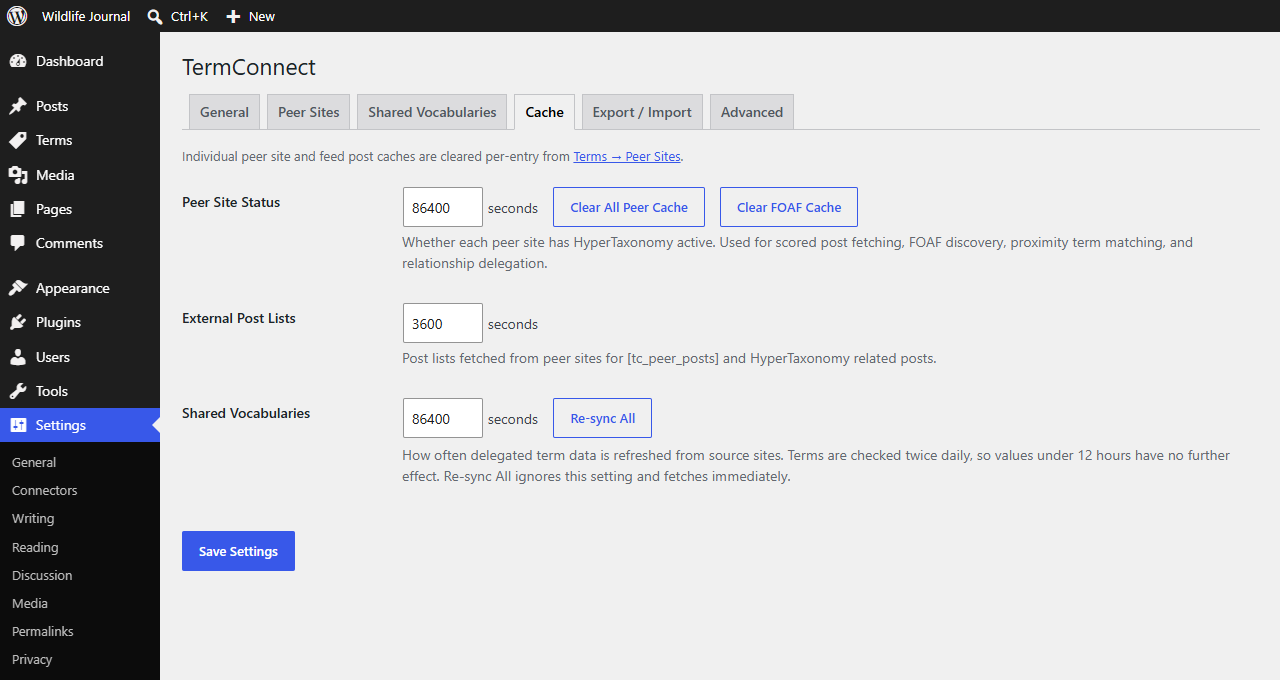 Wildlife Journal Ctrl+K New
Dashboard
Posts
Terms
Media
Pages
Comments
Appearance
Plugins
Users
Tools
Settings
General
Connectors
Writing
Reading
Discussion
Media
Permalinks
Privacy
TermConnect
General Peer Sites Shared Vocabularies Cache Export / Import Advanced
Individual peer site and feed post caches are cleared per-entry from Terms → Peer Sites.
Peer Site Status 86400 seconds Clear All Peer Cache Clear FOAF Cache
Whether each peer site has HyperTaxonomy active. Used for scored post fetching, FOAF discovery, proximity term matching, and
relationship delegation.
External Post Lists 3600 seconds
Post lists fetched from peer sites for [tc_peer_posts] and HyperTaxonomy related posts.
Shared Vocabularies 86400 seconds Re-sync All
How often delegated term data is refreshed from source sites. Terms are checked twice daily, so values under 12 hours have no further
effect. Re-sync All ignores this setting and fetches immediately.
Save Settings